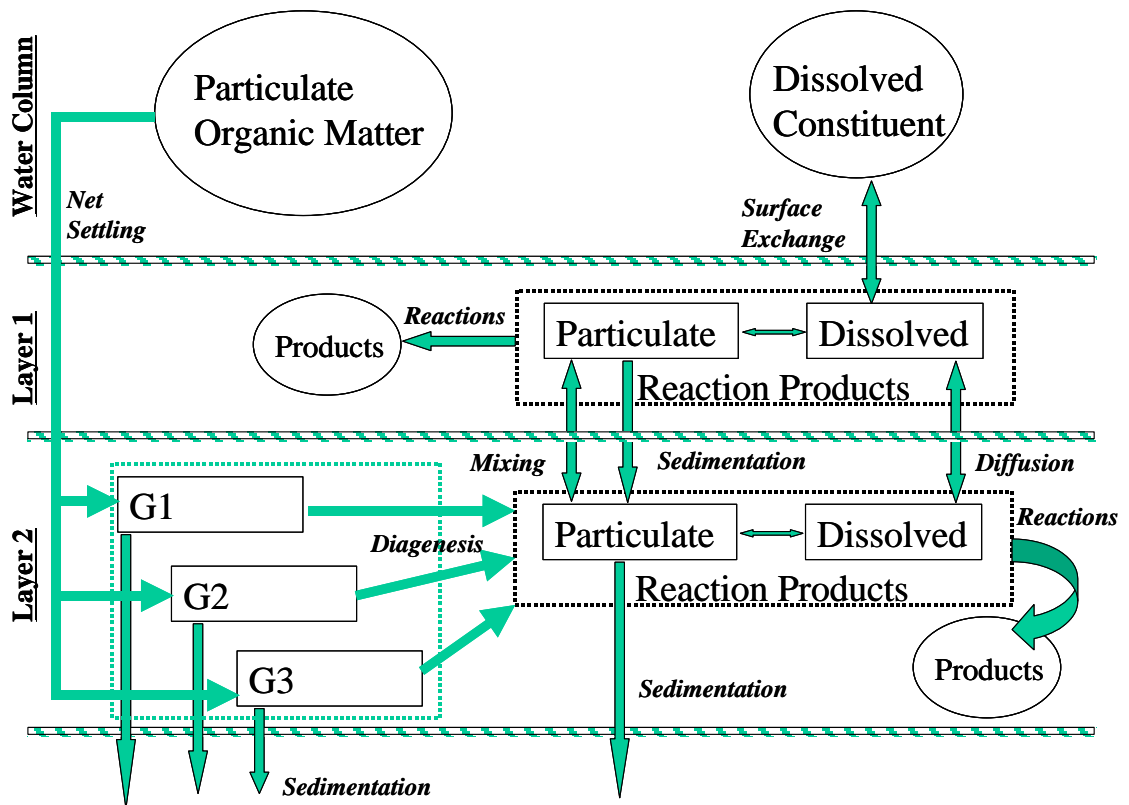 Water Column
Particulate
Organic Matter
Dissolved
Constituent
Net
Settling
Surface
Exchange
Layer 1
Products
Reactions
Particulate
Dissolved
Reaction Products
Mixing
Sedimentation
Diffusion
Layer 2
G1
G2
G3
Diagenesis
Particulate
Dissolved
Reaction Products
Reactions
Products
Sedimentation
Sedimentation